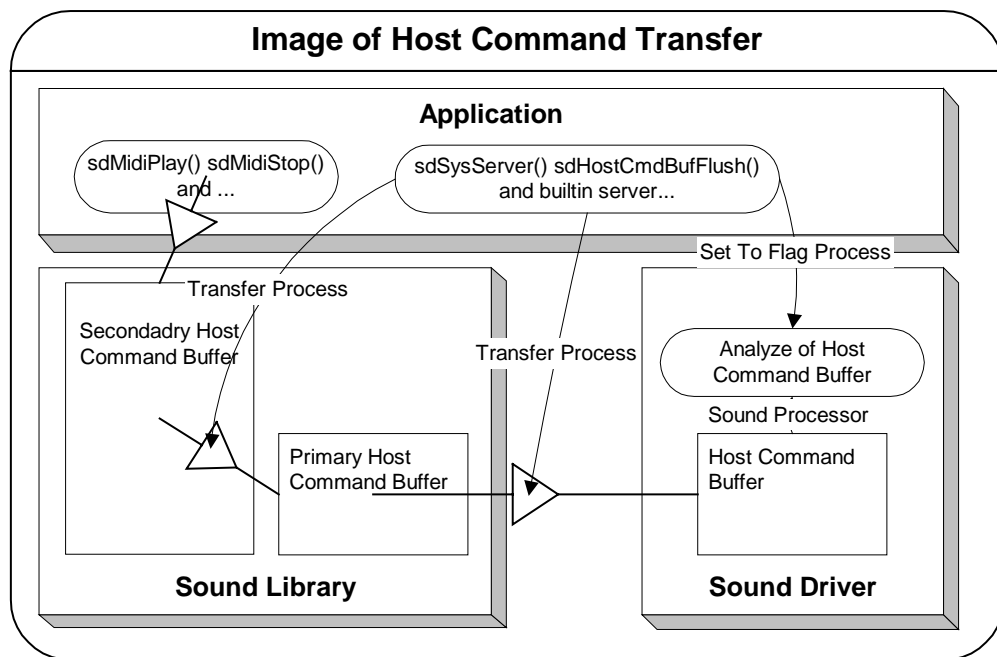 Image of Host Command Transfer
Application
sdMidiPlay() sdMidiStop()
and ...
sdSysServer() sdHostCmdBufFlush()
and builtin server...
Set To Flag Process
Transfer Process
Secondadry Host
Command Buffer
Transfer Process
Analyze of Host
Command Buffer
Sound Processor
Primary Host
Command Buffer
Host Command
Buffer
Sound Library
Sound Driver